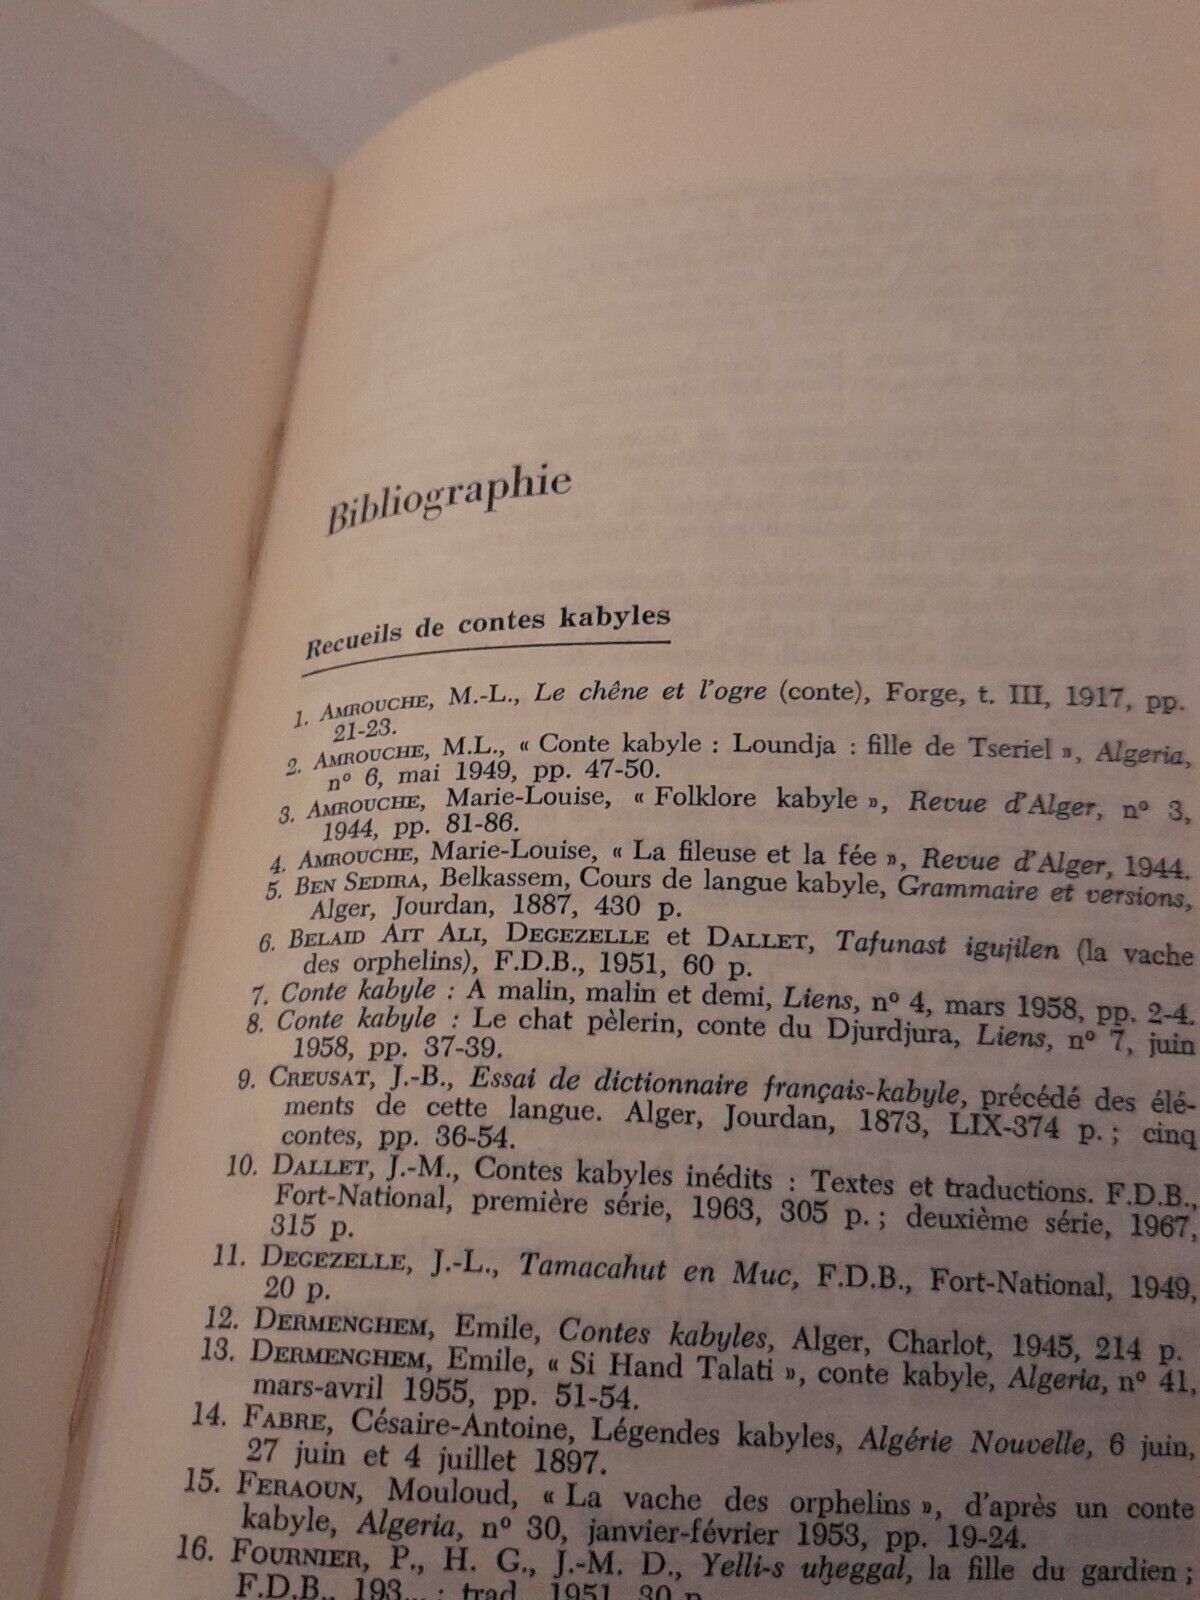 Bibliographie
Recueils de contes kabyles
1. AMROUCHE, M.-L., Le chêne et l'ogre (conte), Forge, t. III, 1917, pp.
21-23.
2. AMROUCHE, M.L., « Conte kabyle : Loundja : fille de Tseriel », Algeria,
nº 6, mai 1949, pp. 47-50.
3. AMROUCHE, Marie-Louise, « Folklore kabyle », Revue d'Alger, nº 3,
1944, pp. 81-86.
4. AMROUCHE, Marie-Louise, « La fileuse et la fée », Revue d'Alger, 1944.
5. BEN SEDIRA, Belkassem, Cours de langue kabyle, Grammaire et versions,
Alger, Jourdan, 1887, 430 p.
6. BELAID AIT ALI, DEGEZELLE et DALLET, Tafunast igujilen (la vache
des orphelins), F.D.B., 1951, 60 p.
7. Conte kabyle : A malin, malin et demi, Liens, nº 4, mars 1958, pp. 2-4.
8. Conte kabyle : Le chat pèlerin, conte du Djurdjura, Liens, nº 7, juin
1958, pp. 37-39.
9. CREUSAT, J.-B., Essai de dictionnaire français-kabyle, précédé des élé-
ments de cette langue. Alger, Jourdan, 1873, LIX-374 p. ; cinq
contes, pp. 36-54.
10. DALLET, J.-M., Contes kabyles inédits : Textes et traductions. F.D.B.,
Fort-National, première série, 1963, 305 p. ; deuxième série, 1967,
315 p.
11. DEGEZELLE, J.-L., Tamacahut en Muc, F.D.B., Fort-National, 1949,
20 p.
12. DERMENGHEM, Emile, Contes kabyles, Alger, Charlot, 1945, 214 p.
13. DERMENGHEM, Emile, « Si Hand Talati », conte kabyle, Algeria, nº 41,
mars-avril 1955, pp. 51-54.
14. FABRE, Césaire-Antoine, Légendes kabyles, Algérie Nouvelle, 6 juin,
27 juin et 4 juillet 1897.
15. FERAOUN, Mouloud, « La vache des orphelins », d'après un conte
kabyle, Algeria, nº 30, janvier-février 1953, pp. 19-24.
16. FOURNIER, P., H. G., J.-M. D., Yelli-s uḥeggal, la fille du gardien ;
F.D.B., 193... ; trad. 1951, 30 p.